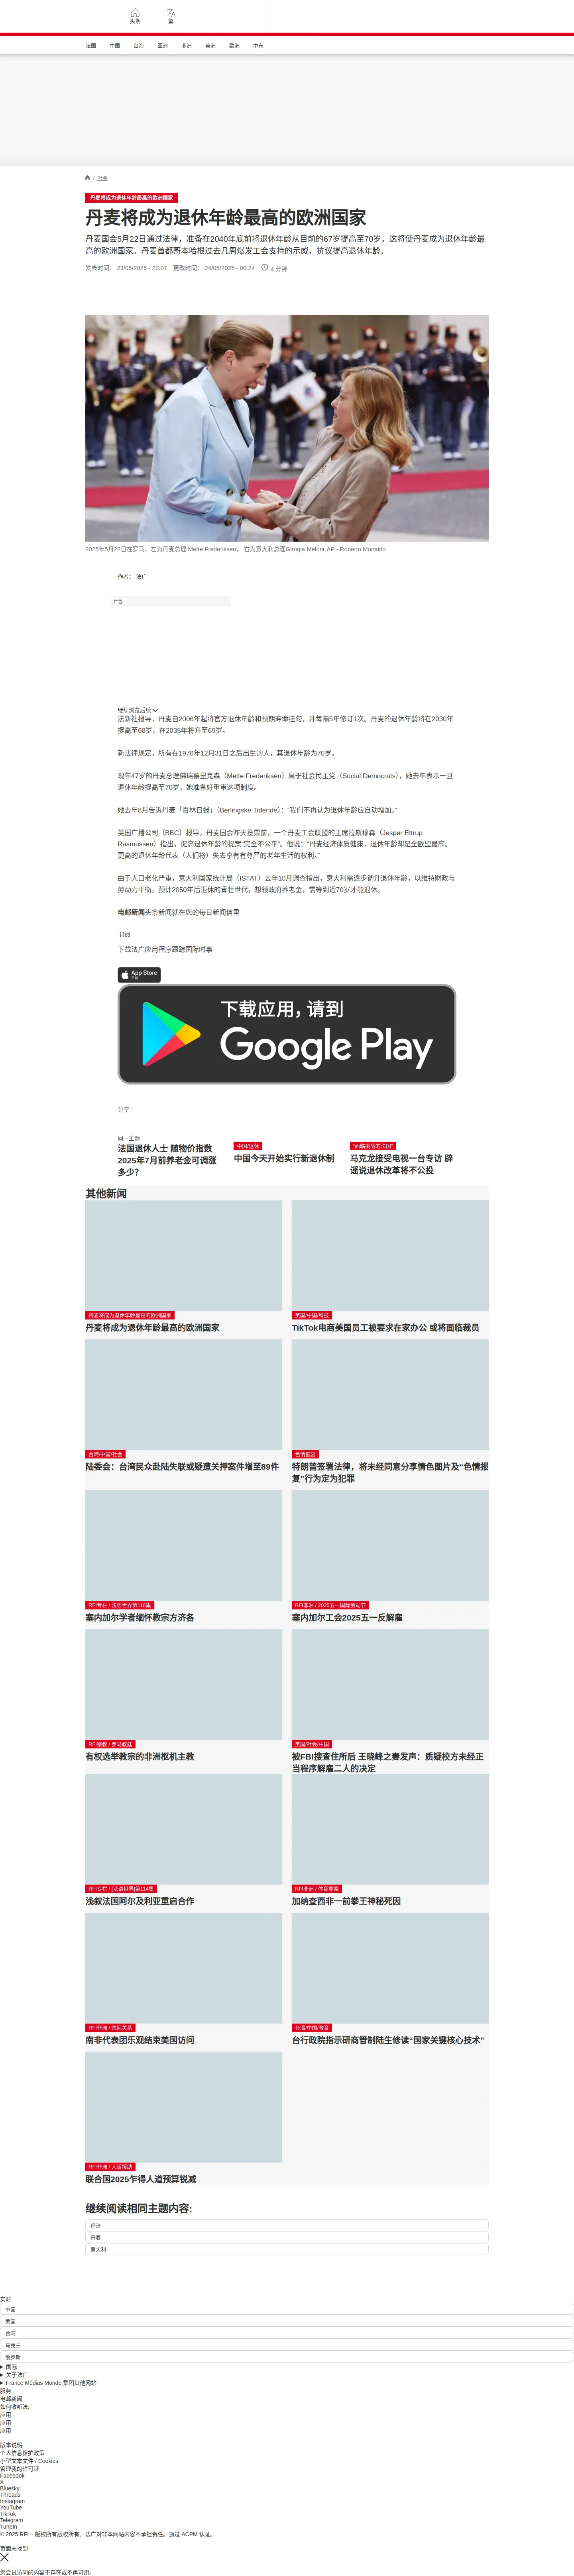 头条
繁
法国
中国
台海
亚洲
非洲
美洲
欧洲
中东
/ 社会
丹麦将成为退休年龄最高的欧洲国家
丹麦将成为退休年龄最高的欧洲国家
丹麦国会5月22日通过法律，准备在2040年底前将退休年龄从目前的67岁提高至70岁，这将使丹麦成为退休年龄最
高的欧洲国家。丹麦首都哥本哈根过去几周爆发工会支持的示威，抗议提高退休年龄。
发表时间： 23/05/2025 - 23:07 更改时间： 24/05/2025 - 00:24 4 分钟
2025年5月22日在罗马，左为丹麦总理 Mette Frederiksen， 右为意大利总理Girogia Meloni AP - Roberto Monaldo
作者： 法广
广告
继续浏览后续
法新社报导，丹麦自2006年起将官方退休年龄和预期寿命挂勾，并每隔5年修订1次。丹麦的退休年龄将在2030年
提高至68岁，在2035年将升至69岁。
新法律规定，所有在1970年12月31日之后出生的人，其退休年龄为70岁。
现年47岁的丹麦总理佛瑞德里克森（Mette Frederiksen）属于社会民主党（Social Democrats），她去年表示一旦
退休年龄提高至70岁，她准备好重审这项制度。
她去年8月告诉丹麦「百林日报」（Berlingske Tidende）：“我们不再认为退休年龄应自动增加。”
英国广播公司（BBC）报导，丹麦国会昨天投票前，一个丹麦工会联盟的主席拉斯穆森（Jesper Ettrup
Rasmussen）指出，提高退休年龄的提案“完全不公平”。他说：“丹麦经济体质健康，退休年龄却是全欧盟最高。
更高的退休年龄代表（人们将）失去享有有尊严的老年生活的权利。”
由于人口老化严重，意大利国家统计局（ISTAT）去年10月调查指出，意大利需逐步调升退休年龄，以维持财政与
劳动力平衡。预计2050年后退休的青壮世代，想领政府养老金，需等到近70岁才能退休。
电邮新闻头条新闻就在您的每日新闻信里
订阅
下载法广应用程序跟踪国际时事
App Store
下载
下载应用，请到
Google Play
分享 :
同一主题
法国退休人士 随物价指数
2025年7月前养老金可调涨
多少?
中国/退休
中国今天开始实行新退休制
“面临挑战的法国”
马克龙接受电视一台专访 辟
谣说退休改革将不公投
其他新闻
丹麦将成为退休年龄最高的欧洲国家
丹麦将成为退休年龄最高的欧洲国家
美国/中国/科技
TikTok电商美国员工被要求在家办公 或将面临裁员
台湾/中国/社会
陆委会：台湾民众赴陆失联或疑遭关押案件增至89件
色情报复
特朗普签署法律，将未经同意分享情色图片及“色情报
复”行为定为犯罪
RFI专栏 / 法语世界第116集
塞内加尔学者缅怀教宗方济各
RFI非洲 / 2025五一国际劳动节
塞内加尔工会2025五一反解雇
RFI宗教 / 罗马教廷
有权选举教宗的非洲枢机主教
美国/社会/中国
被FBI搜查住所后 王晓峰之妻发声：质疑校方未经正
当程序解雇二人的决定
RFI专栏 / [法语世界]第114集
浅叙法国阿尔及利亚重启合作
RFI非洲 / 体育竞赛
加纳查西非一前拳王神秘死因
RFI非洲 / 国际关系
南非代表团乐观结束美国访问
台湾/中国/教育
台行政院指示研商管制陆生修读“国家关键核心技术”
RFI非洲 / 人道援助
联合国2025乍得人道预算锐减
继续阅读相同主题内容:
经济
丹麦
意大利
实时
中国
美国
台湾
乌克兰
俄罗斯
国际
关于法广
France Médias Monde 集团其他网站
服务
电邮新闻
如何收听法广
应用
应用
应用
版本说明
个人信息保护政策
小型文本文件 / Cookies
管理我的许可证
Facebook
X
Bluesky
Threads
Instagram
YouTube
TikTok
Telegram
TuneIn
© 2025 RFI – 版权所有版权所有。法广对非本网站内容不承担责任。通过 ACPM 认证。
页面未找到
您尝试访问的内容不存在或不再可用。